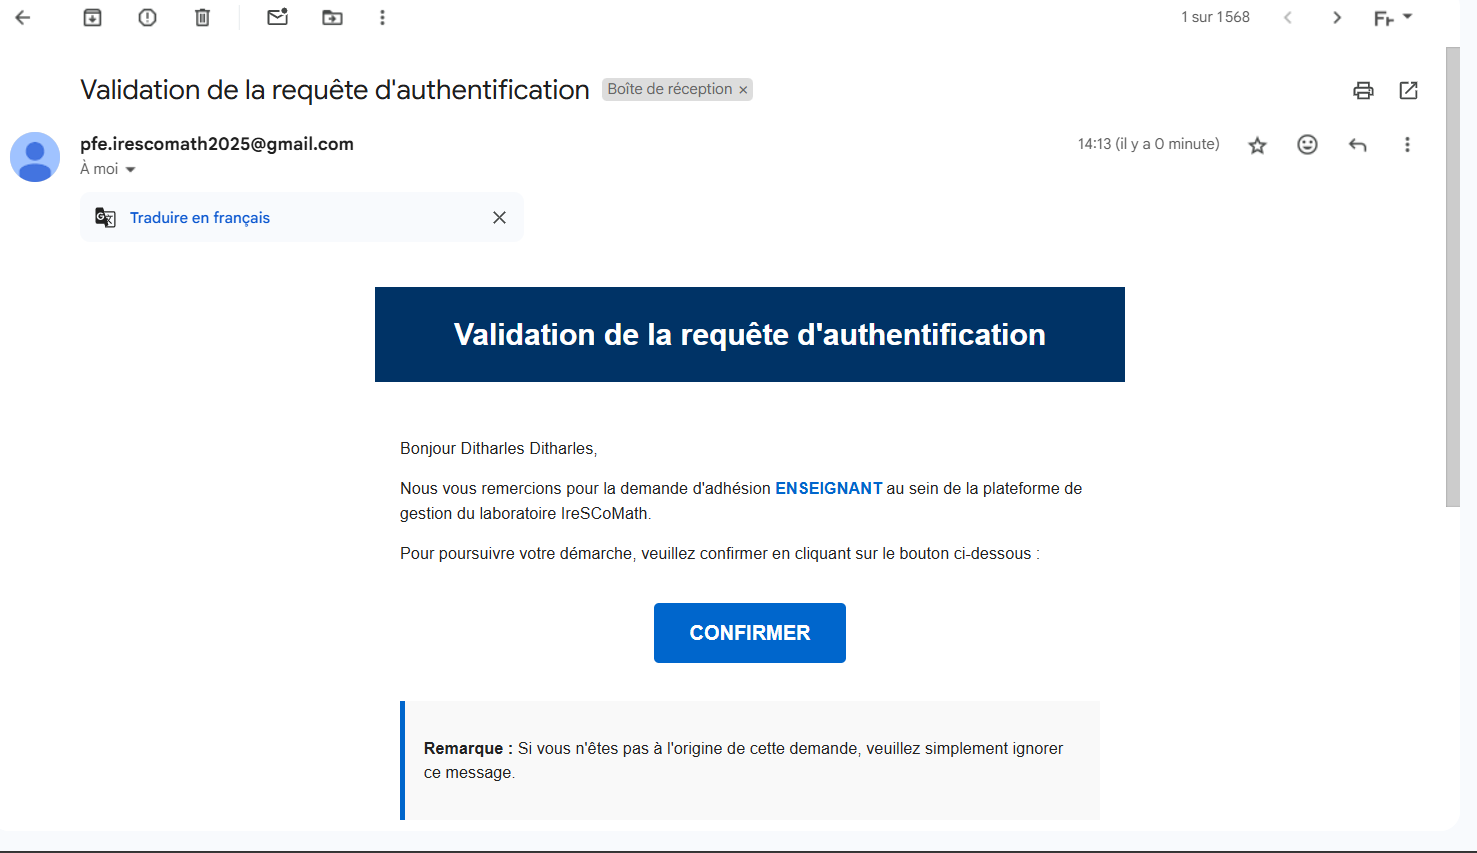 1 sur 1 568
Fr
Validation de la requête d'authentification
Boîte de réception ×
pfe.irescomath2025@gmail.com
14:13 (il y a 0 minute)
À moi
Traduire en français
Validation de la requête d'authentification
Bonjour Ditharles Ditharles,
Nous vous remercions pour la demande d'adhésion ENSEIGNANT au sein de la plateforme de
gestion du laboratoire IreSCoMath.
Pour poursuivre votre démarche, veuillez confirmer en cliquant sur le bouton ci-dessous :
CONFIRMER
Remarque : Si vous n'êtes pas à l'origine de cette demande, veuillez simplement ignorer
ce message.